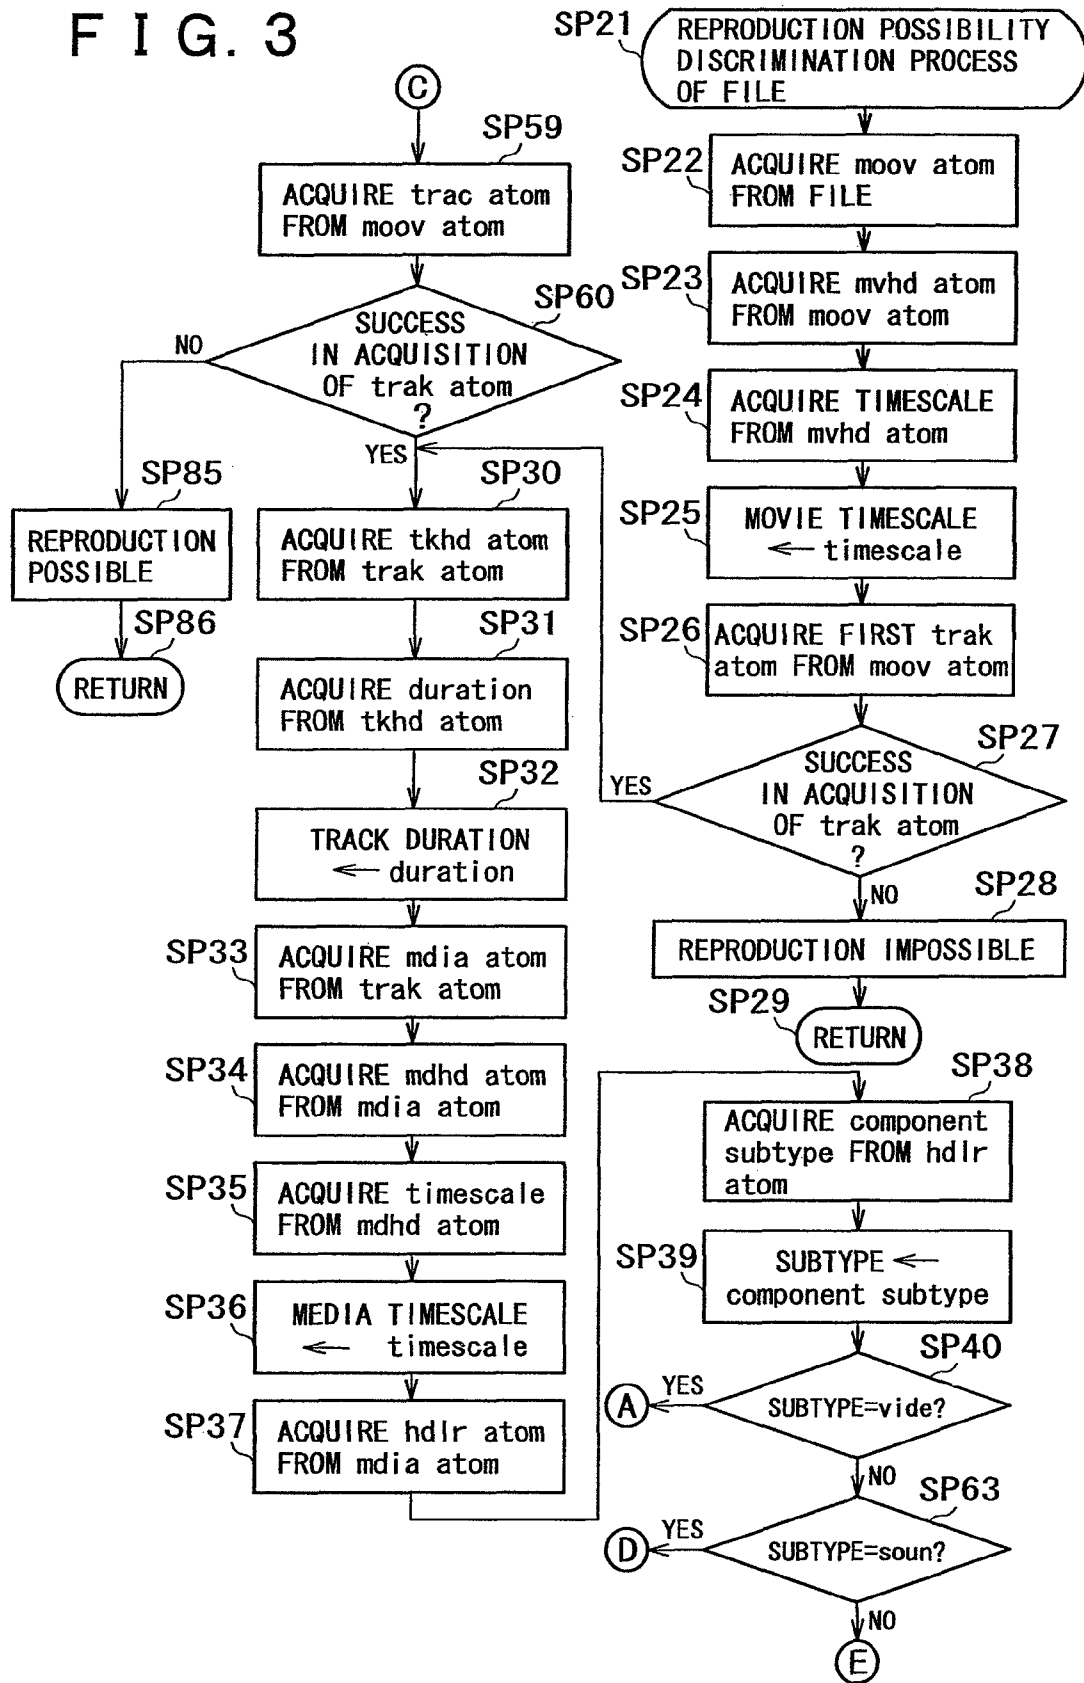 FIG. 3
C
SP59
ACQUIRE trac atom
FROM moov atom
SP60
SUCCESS
IN ACQUISITION
OF trak atom
?
NO
YES
SP85
REPRODUCTION
POSSIBLE
SP86
RETURN
SP30
ACQUIRE tkhd atom
FROM trak atom
SP31
ACQUIRE duration
FROM tkhd atom
SP32
TRACK DURATION
← duration
SP33
ACQUIRE mdia atom
FROM trak atom
SP34
ACQUIRE mdhd atom
FROM mdia atom
SP35
ACQUIRE timescale
FROM mdhd atom
SP36
MEDIA TIMESCALE
← timescale
SP37
ACQUIRE hdlr atom
FROM mdia atom
SP21
REPRODUCTION POSSIBILITY
DISCRIMINATION PROCESS
OF FILE
SP22
ACQUIRE moov atom
FROM FILE
SP23
ACQUIRE mvhd atom
FROM moov atom
SP24
ACQUIRE TIMESCALE
FROM mvhd atom
SP25
MOVIE TIMESCALE
← timescale
SP26
ACQUIRE FIRST trak
atom FROM moov atom
SP27
SUCCESS
IN ACQUISITION
OF trak atom
?
YES
NO
SP28
REPRODUCTION IMPOSSIBLE
SP29
RETURN
SP38
ACQUIRE component
subtype FROM hdlr
atom
SP39
SUBTYPE ←
component subtype
SP40
SUBTYPE=vide?
YES
A
NO
SP63
SUBTYPE=soun?
YES
D
NO
E